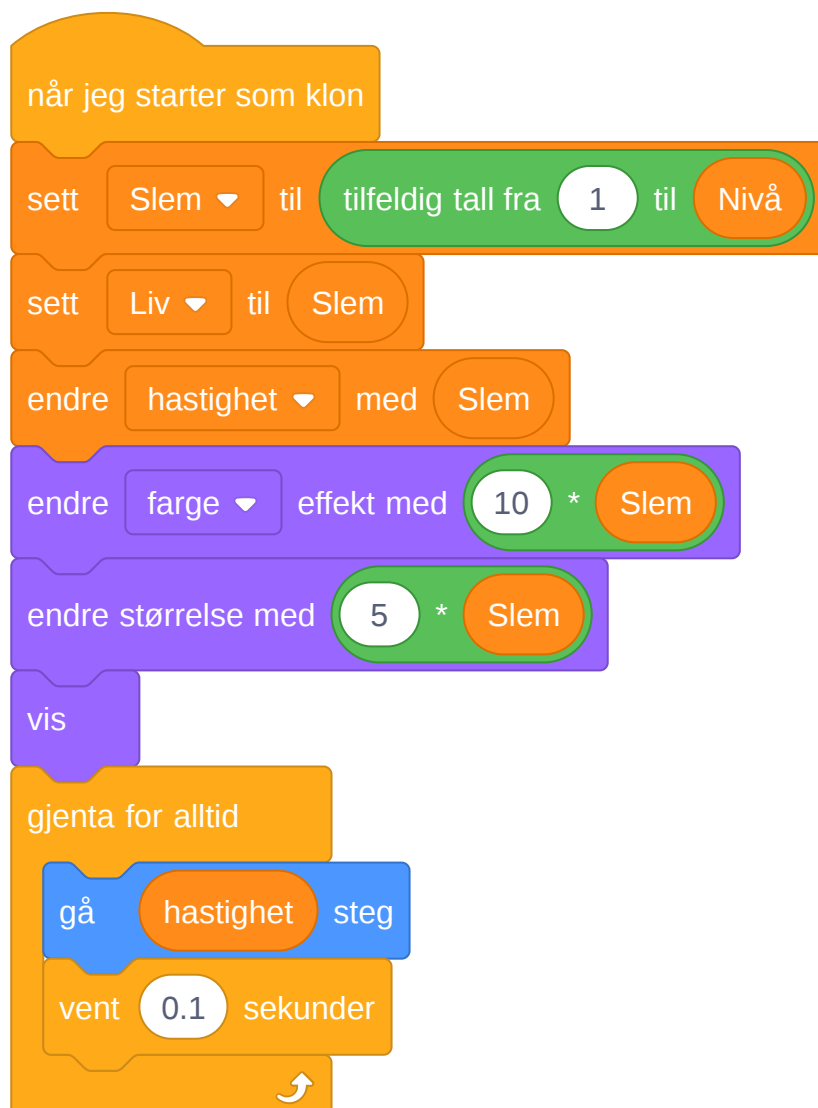 når jeg starter som klon
sett Slem til tilfeldig tall fra 1 til Nivå
sett Liv til Slem
endre hastighet med Slem
endre farge effekt med 10 * Slem
endre størrelse med 5 * Slem
vis
gjenta for alltid
gå hastighet steg
vent 0.1 sekunder